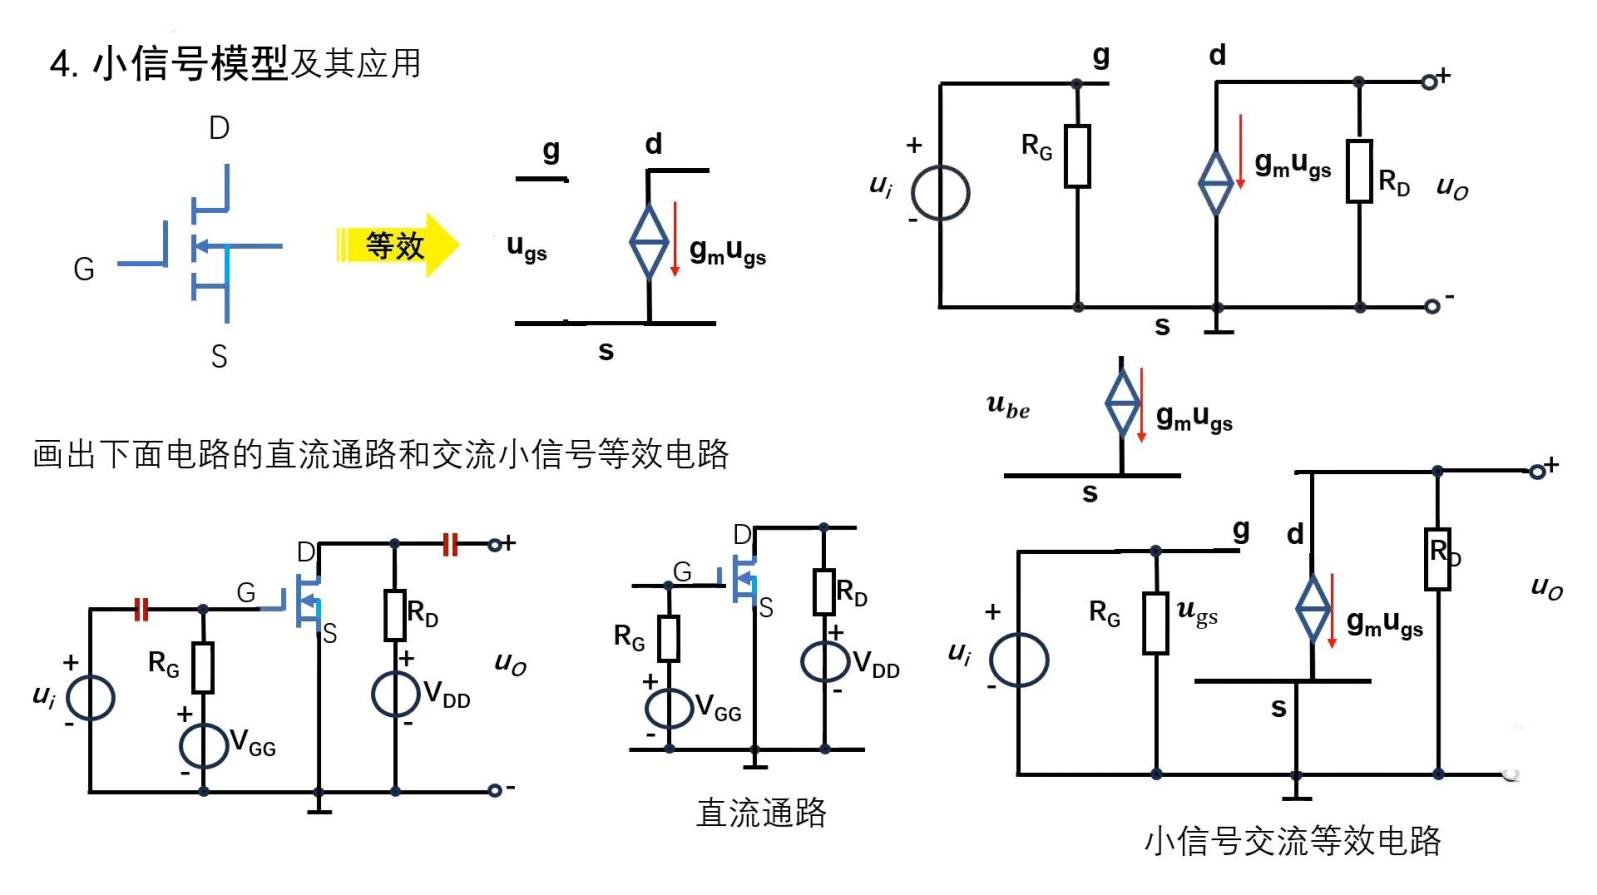 4. 小信号模型及其应用
D
G
S
等效
g
d
ugs
gmugs
s
g
d
+
+
ui
-
RG
gmugs
RD
uO
s
-
ube
gmugs
s
画出下面电路的直流通路和交流小信号等效电路
D
+
G
S
RD
+
ui
-
RG
+
VGG
-
+
VDD
-
uO
-
D
G
S
RD
RG
+
VDD
-
+
VGG
-
直流通路
+
g
d
RD
uO
+
ui
-
RG
ugs
gmugs
s
小信号交流等效电路